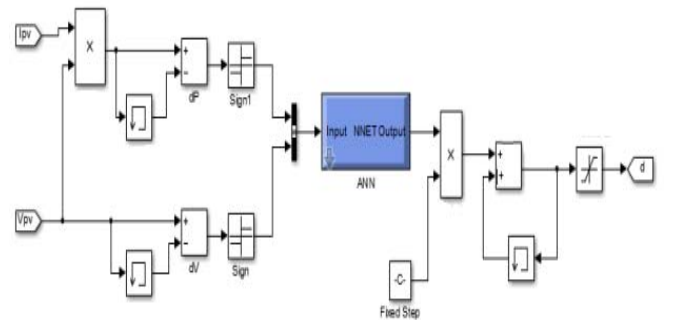 Ipv
X
+
−
dP
Sign1
Input NNET Output
ANN
X
+
+
d
Vpv
+
−
dV
Sign
-C-
Fixed Step